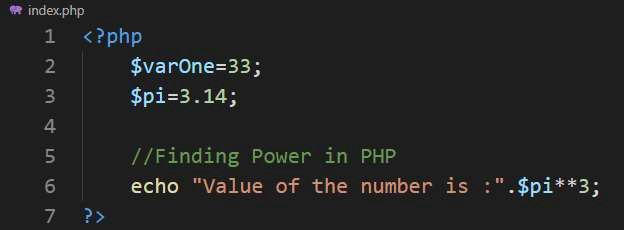 index.php
1 <?php
2 $varOne=33;
3 $pi=3.14;
4
5 //Finding Power in PHP
6 echo "Value of the number is :".$pi**3;
7 ?>